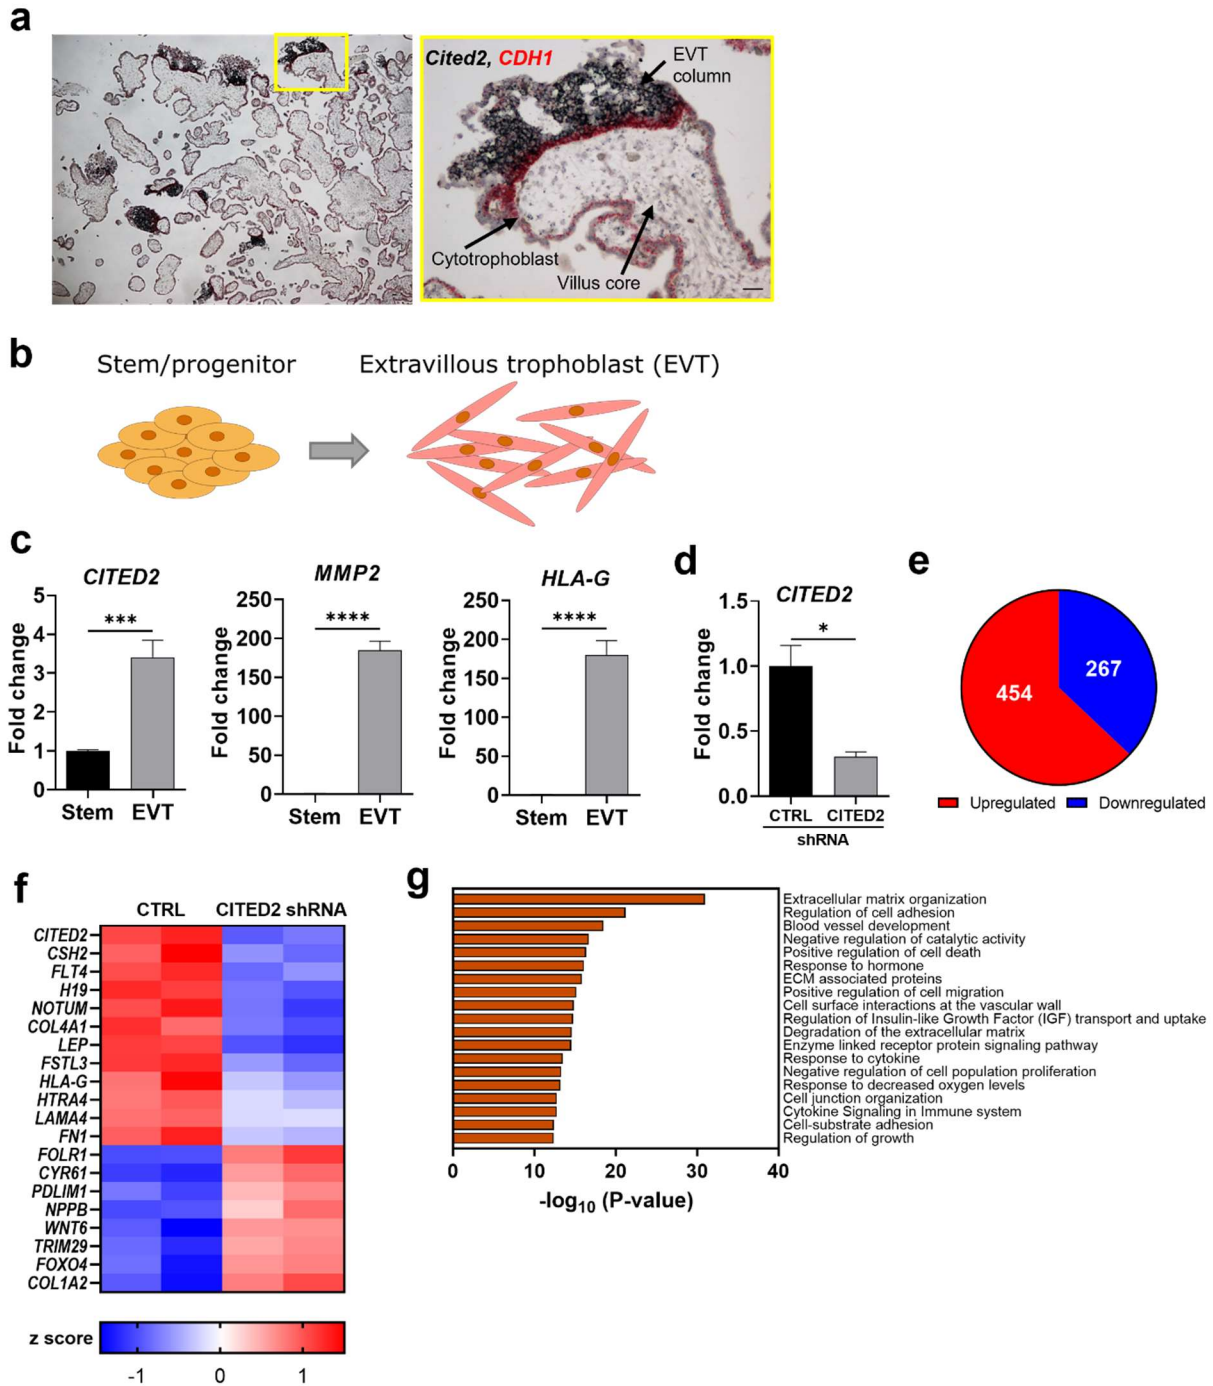 a
Cited2, CDH1
EVT
column
Cytotrophoblast
Villus core
b
Stem/progenitor
Extravillous trophoblast (EVT)
c
CITED2
Fold change
5
4
3
2
1
0
***
Stem
EVT
MMP2
Fold change
250
200
150
100
50
0
****
Stem
EVT
HLA-G
Fold change
250
200
150
100
50
0
****
Stem
EVT
d
CITED2
Fold change
1.5
1.0
0.5
0.0
*
CTRL
CITED2
shRNA
e
454
267
Upregulated
Downregulated
f
CTRL
CITED2 shRNA
CITED2
CSH2
FLT4
H19
NOTUM
COL4A1
LEP
FSTL3
HLA-G
HTRA4
LAMA4
FN1
FOLR1
CYR61
PDLIM1
NPPB
WNT6
TRIM29
FOXO4
COL1A2
z score
-1
0
1
g
Extracellular matrix organization
Regulation of cell adhesion
Blood vessel development
Negative regulation of catalytic activity
Positive regulation of cell death
Response to hormone
ECM associated proteins
Positive regulation of cell migration
Cell surface interactions at the vascular wall
Regulation of Insulin-like Growth Factor (IGF) transport and uptake
Degradation of the extracellular matrix
Enzyme linked receptor protein signaling pathway
Response to cytokine
Negative regulation of cell population proliferation
Response to decreased oxygen levels
Cell junction organization
Cytokine Signaling in Immune system
Cell-substrate adhesion
Regulation of growth
0
10
20
30
40
-log10 (P-value)